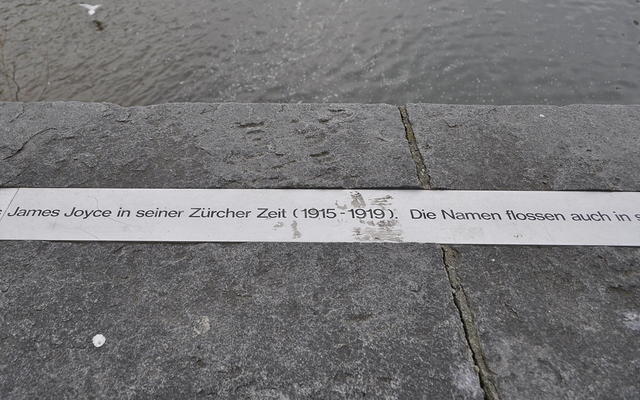 James Joyce in seiner Zürcher Zeit (1915-1919). Die Namen flossen auch in